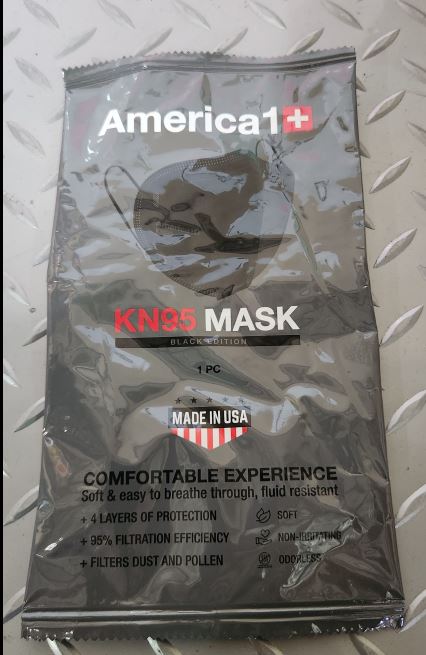 America1+
KN95 MASK
BLACK EDITION
1 PC
MADE IN USA
COMFORTABLE EXPERIENCE
Soft & easy to breathe through, fluid resistant
+ 4 LAYERS OF PROTECTION
SOFT
+ 95% FILTRATION EFFICIENCY
NON-IRRITATING
+ FILTERS DUST AND POLLEN
ODORLESS